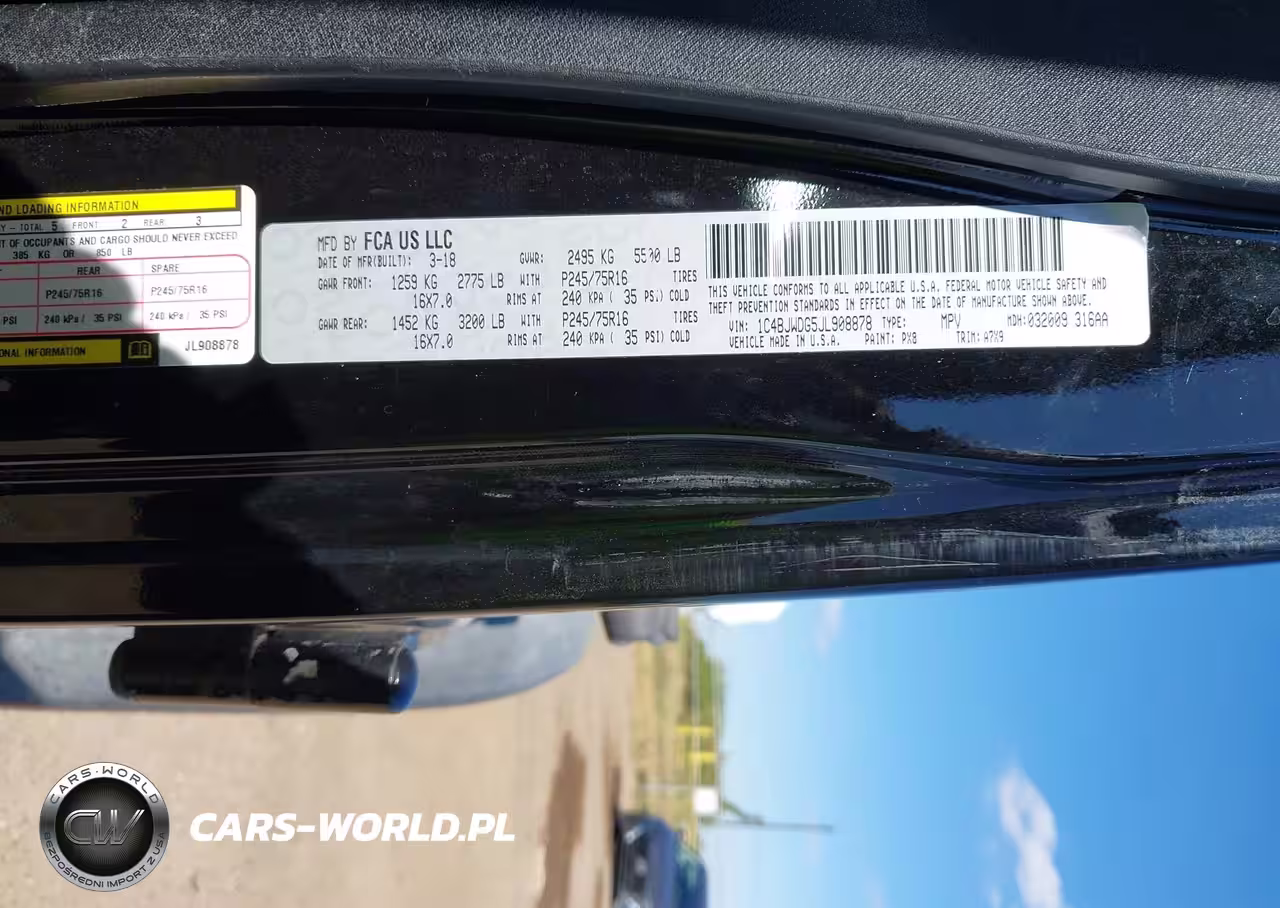 ND LOADING INFORMATION
Y - TOTAL 5 FRONT 2 REAR 3
T OF OCCUPANTS AND CARGO SHOULD NEVER EXCEED
385 KG OR 850 LB
REAR SPARE
P245/75R16 P245/75R16
PSI 240 kPa / 35 PSI 240 kPa / 35 PSI
ONAL INFORMATION
JL908878
MFD BY FCA US LLC
DATE OF MFR(BUILT): 3-18 GVWR: 2495 KG 5500 LB
GAWR FRONT: 1259 KG 2775 LB WITH P245/75R16 TIRES
16X7.0 RIMS AT 240 KPA ( 35 PSI) COLD
GAWR REAR: 1452 KG 3200 LB WITH P245/75R16 TIRES
16X7.0 RIMS AT 240 KPA ( 35 PSI) COLD
THIS VEHICLE CONFORMS TO ALL APPLICABLE U.S.A. FEDERAL MOTOR VEHICLE SAFETY AND
THEFT PREVENTION STANDARDS IN EFFECT ON THE DATE OF MANUFACTURE SHOWN ABOVE.
VIN: 1C4BJWDG5JL908878 TYPE: MPV MDH: 032009 316AA
VEHICLE MADE IN U.S.A. PAINT: PX8 TRIM: A7X9
CARS-WORLD
CW
BEZPOŚREDNI IMPORT Z USA
CARS-WORLD.PL